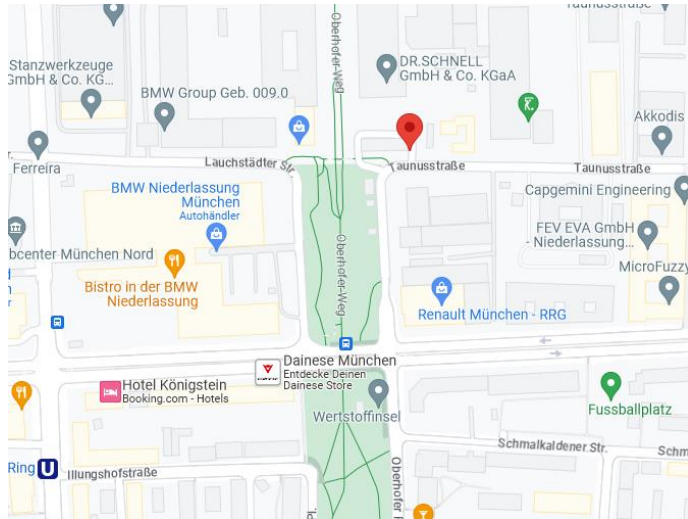 Taunusstraße
Stanzwerkzeuge
GmbH & Co. KG...
Oberhofer-Weg
DR.SCHNELL
GmbH & Co. KGaA
BMW Group Geb. 009.0
Akkodis
Ferreira
Lauchstädter Str.
Taunusstraße
Taunusstraße
BMW Niederlassung
München
Autohändler
Capgemini Engineering
bcenter München Nord
FEV EVA GmbH
- Niederlassung...
Oberhofer-Weg
MicroFuzzy
Bistro in der BMW
Niederlassung
Renault München - RRG
Dainese München
Entdecke Deinen
Dainese Store
Hotel Königstein
Booking.com - Hotels
Wertstoffinsel
Fussballplatz
Schmalkaldener Str.
Schm
Ring
U
Illungshofstraße
Oberhofer